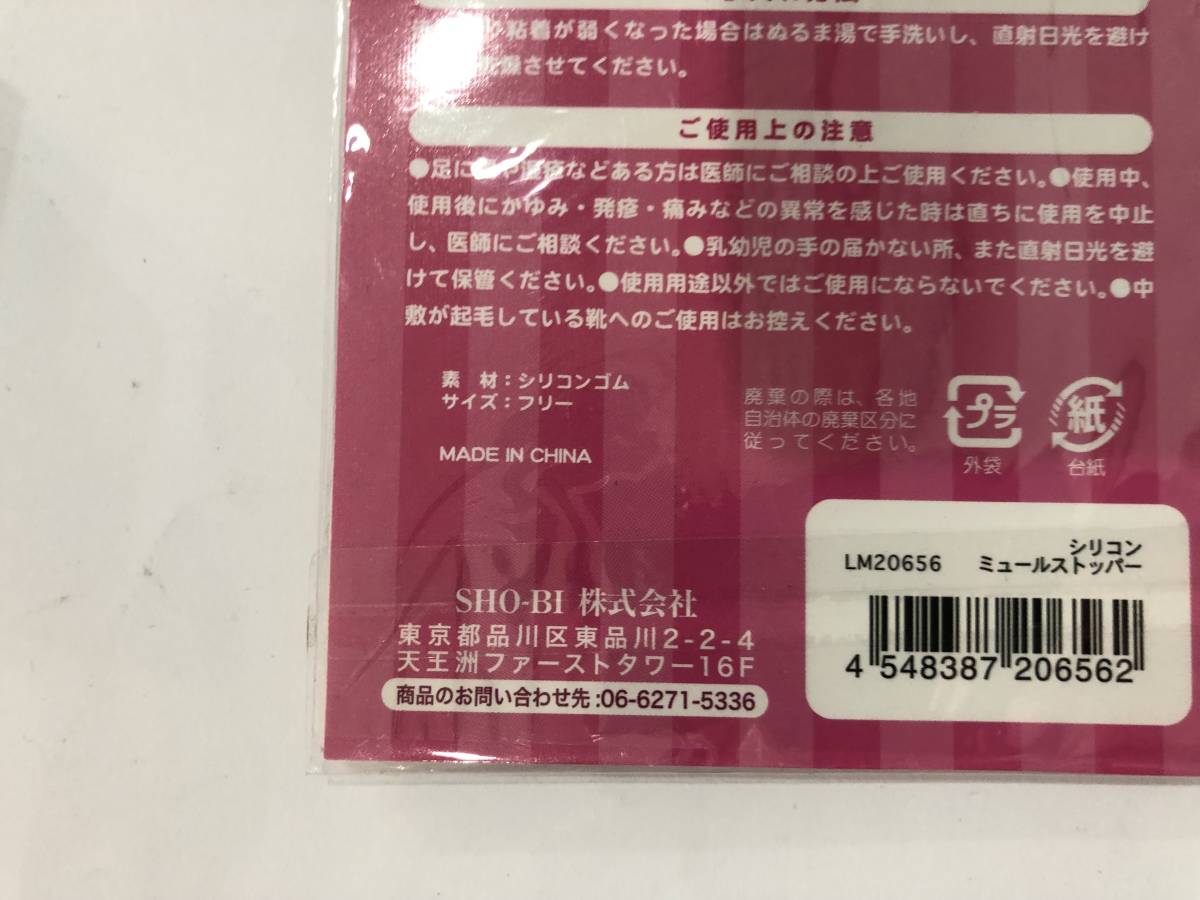 粘着が弱くなった場合はぬるま湯で手洗いし、直射日光を避け
させてください。
ご使用上の注意
●足に や湿疹などある方は医師にご相談の上ご使用ください。●使用中、
使用後にかゆみ・発疹・痛みなどの異常を感じた時は直ちに使用を中止
し、医師にご相談ください。●乳幼児の手の届かない所、また直射日光を避
けて保管ください。●使用用途以外ではご使用にならないでください。●中
敷が起毛している靴へのご使用はお控えください。
素 材：シリコンゴム
サイズ：フリー
MADE IN CHINA
廃棄の際は、各地
自治体の廃棄区分に
従ってください。
プラ
外袋
紙
台紙
SHO-BI 株式会社
東京都品川区東品川2-2-4
天王洲ファーストタワー16F
商品のお問い合わせ先:06-6271-5336
LM20656 シリコン
ミュールストッパー
4 548387 206562